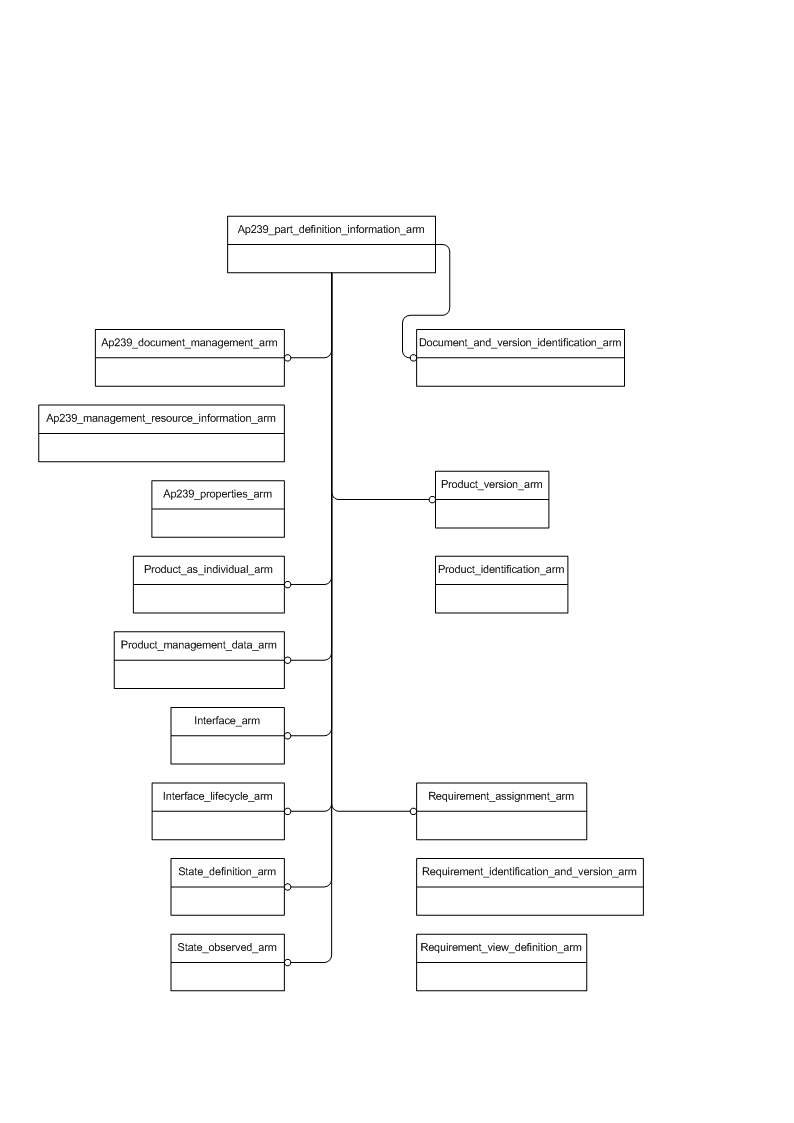 Ap239_part_definition_information_arm
Ap239_document_management_arm
Document_and_version_identification_arm
Ap239_management_resource_information_arm
Product_version_arm
Ap239_properties_arm
Product_as_individual_arm
Product_identification_arm
Product_management_data_arm
Interface_arm
Interface_lifecycle_arm
Requirement_assignment_arm
State_definition_arm
Requirement_identification_and_version_arm
State_observed_arm
Requirement_view_definition_arm